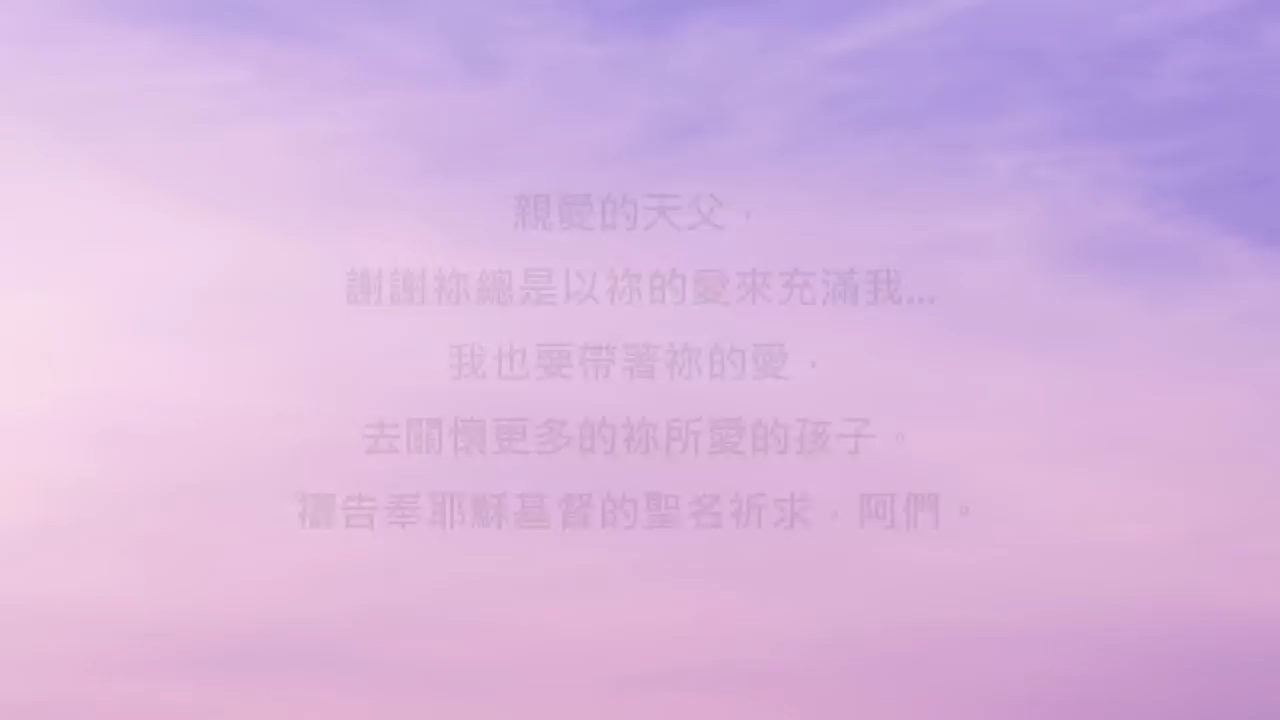 親愛的天父，
謝謝祢總是以祢的愛來充滿我...
我也要帶著祢的愛，
去關懷更多的祢所愛的孩子。
禱告奉耶穌基督的聖名祈求，阿們。